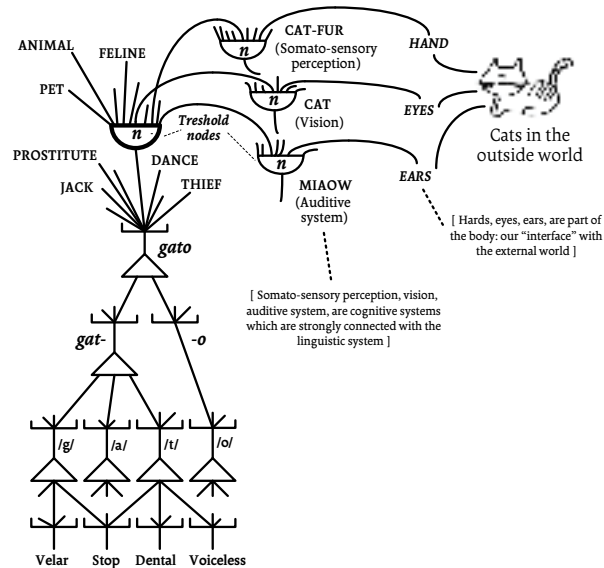 ANIMAL
FELINE
PET
n
CAT-FUR
(Somato-sensory
perception)
n
HAND
CAT
(Vision)
n
EYES
Treshold
nodes
n
MIAOW
(Auditive
system)
EARS
Cats in the
outside world
PROSTITUTE
DANCE
JACK
THIEF
[ Hards, eyes, ears, are part of
the body: our “interface” with
the external world ]
gato
[ Somato-sensory perception, vision,
auditive system, are cognitive systems
which are strongly connected with the
linguistic system ]
gat-
-o
/g/
/a/
/t/
/o/
Velar
Stop
Dental
Voiceless